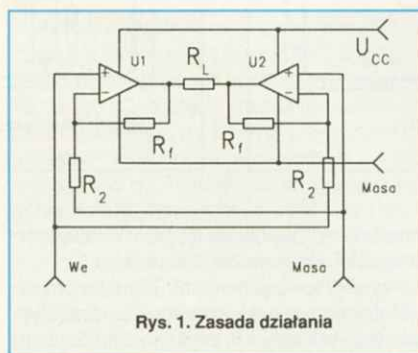 U1
R_L
U2
U_CC
+
+
−
−
R_f
R_f
R_2
R_2
Masa
We
Masa
Rys. 1. Zasada działania